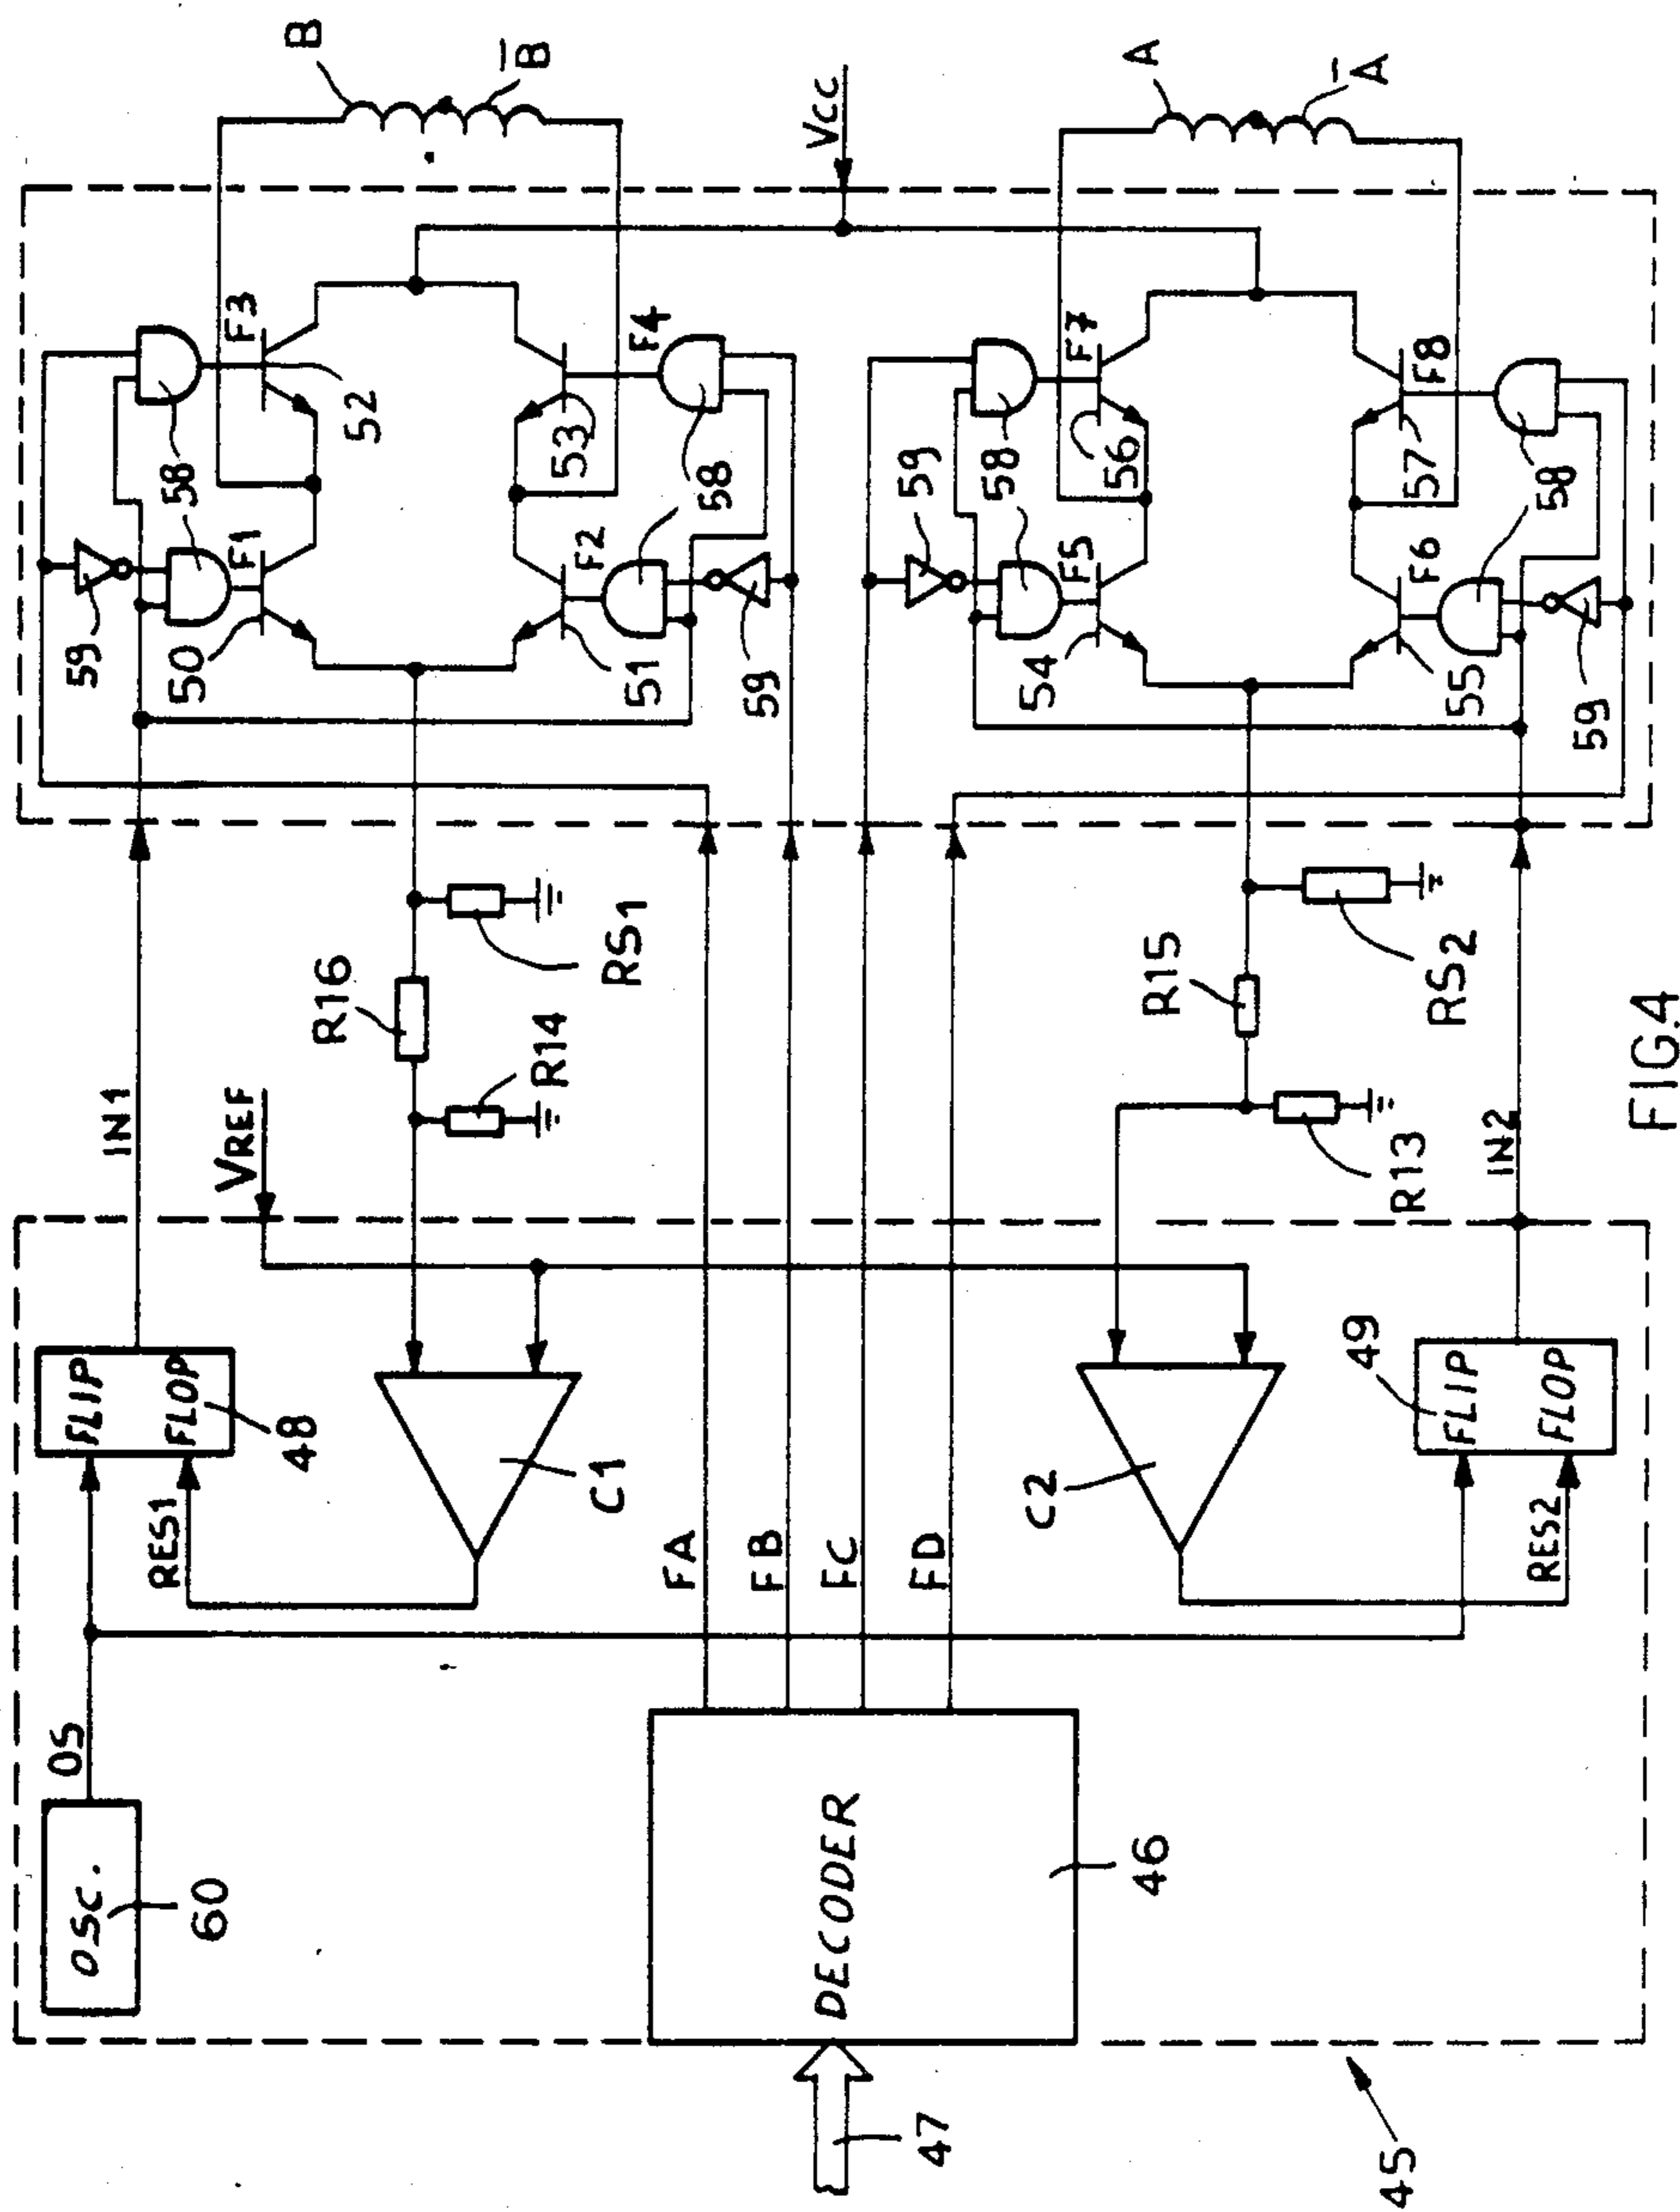 OSC.
60
OS
FLIP
FLOP
48
RES1
IN1
VREF
C1
R16
R14
RS1
59
58
58
F1
F3
50
52
51
53
F2
F4
58
58
59
B
B̅
VCC
47
DECODER
46
FA
FB
FC
FD
59
58
58
F5
F7
54
56
55
57
F6
F8
58
58
59
A
A̅
C2
R15
R13
RS2
49
FLIP
FLOP
RES2
IN2
45
FIG.4